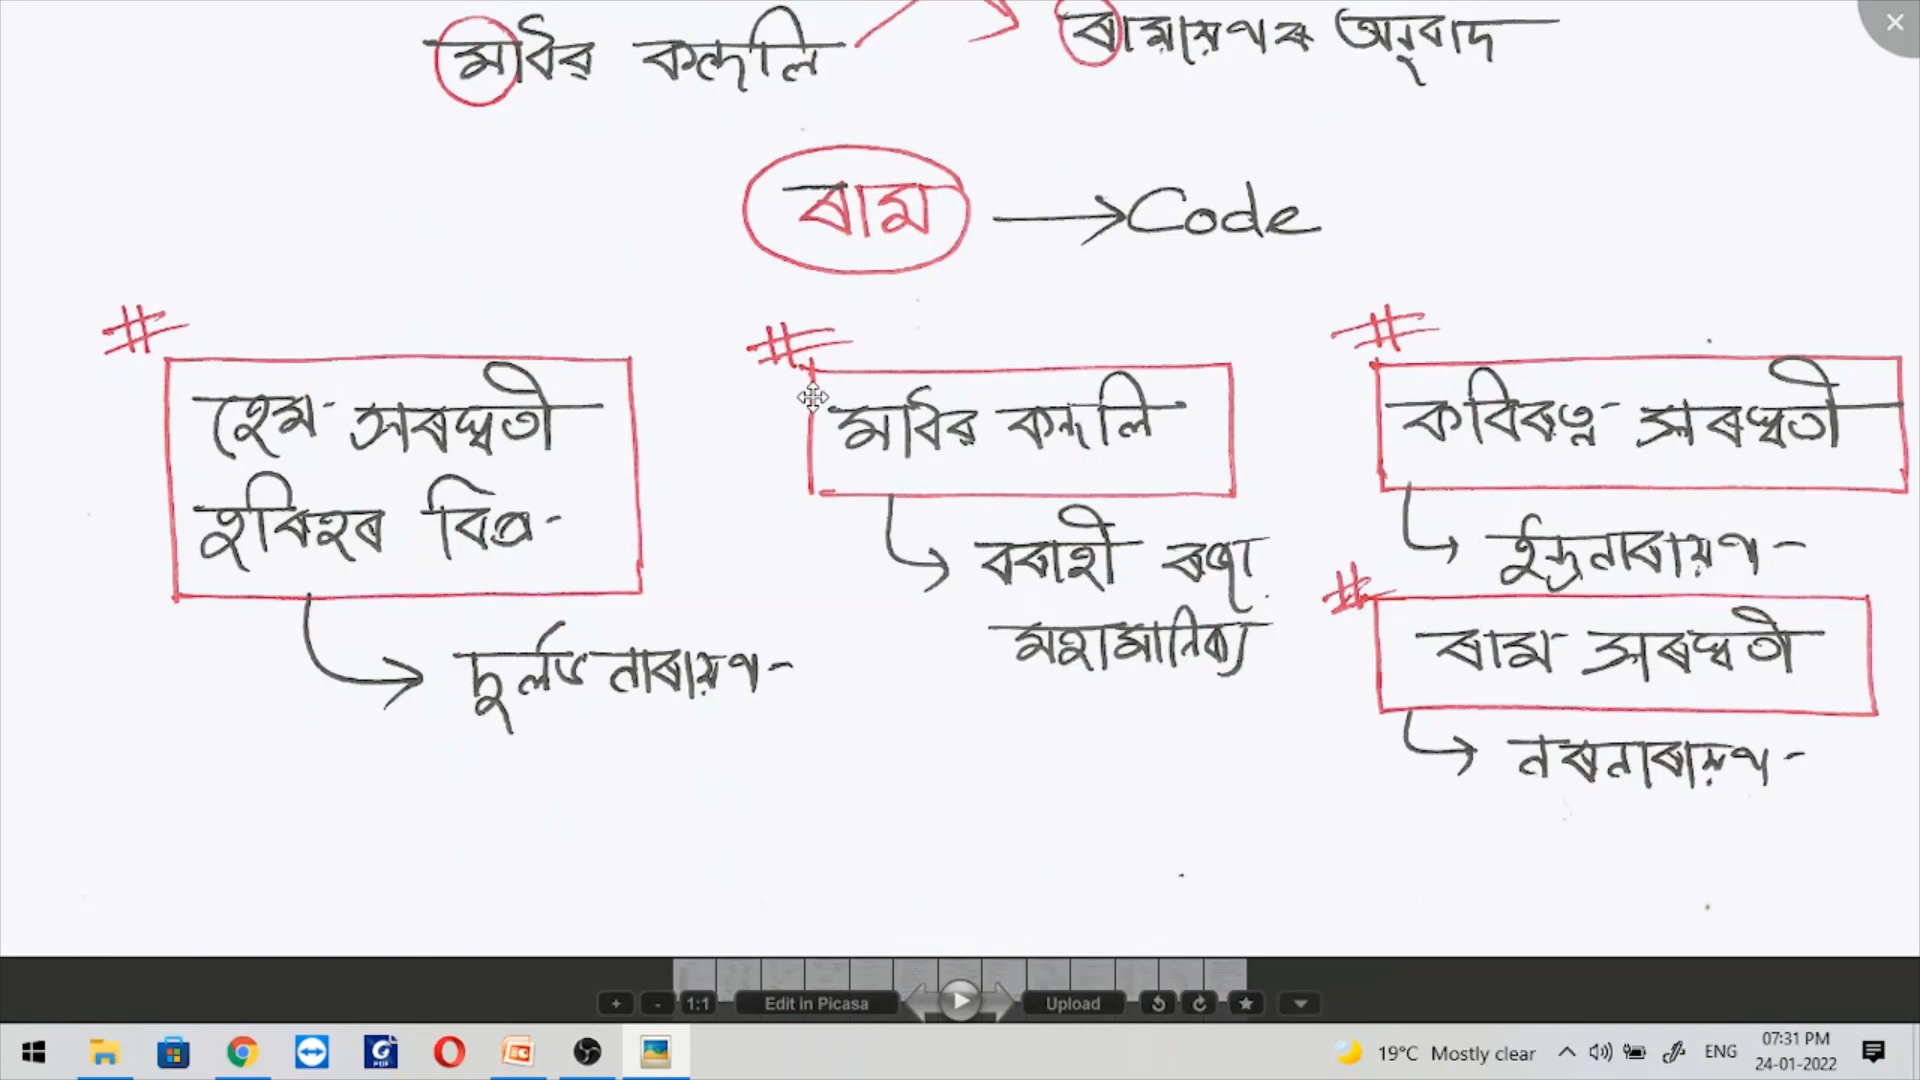 মাধৱ কন্দলি
ৰামায়ণৰ অনুবাদ
ৰাম → Code
হেম সৰস্বতী
হৰিহৰ বিপ্ৰ
দুৰ্লভ নাৰায়ণ
মাধৱ কন্দলি
বৰাহী ৰজা
মহামানিক্য
কবিৰত্ন সৰস্বতী
ইন্দ্ৰনাৰায়ণ
ৰাম সৰস্বতী
নৰনাৰায়ণ
+ - 1:1 Edit in Picasa Upload
19°C Mostly clear ENG 07:31 PM
24-01-2022